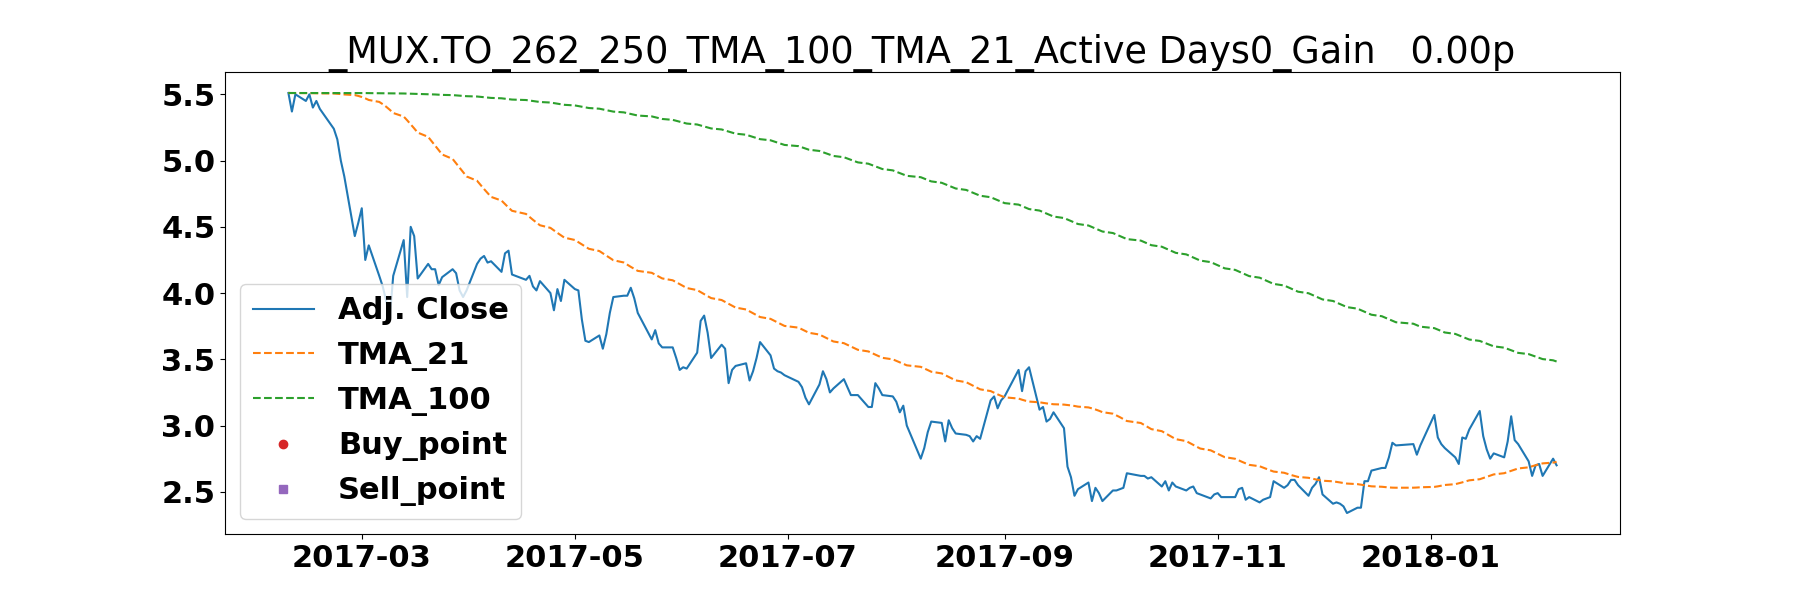 _MUX.TO_262_250_TMA_100_TMA_21_Active Days0_Gain   0.00p
5.5
5.0
4.5
4.0
3.5
3.0
2.5
Adj. Close
TMA_21
TMA_100
Buy_point
Sell_point
2017-03 2017-05 2017-07 2017-09 2017-11 2018-01